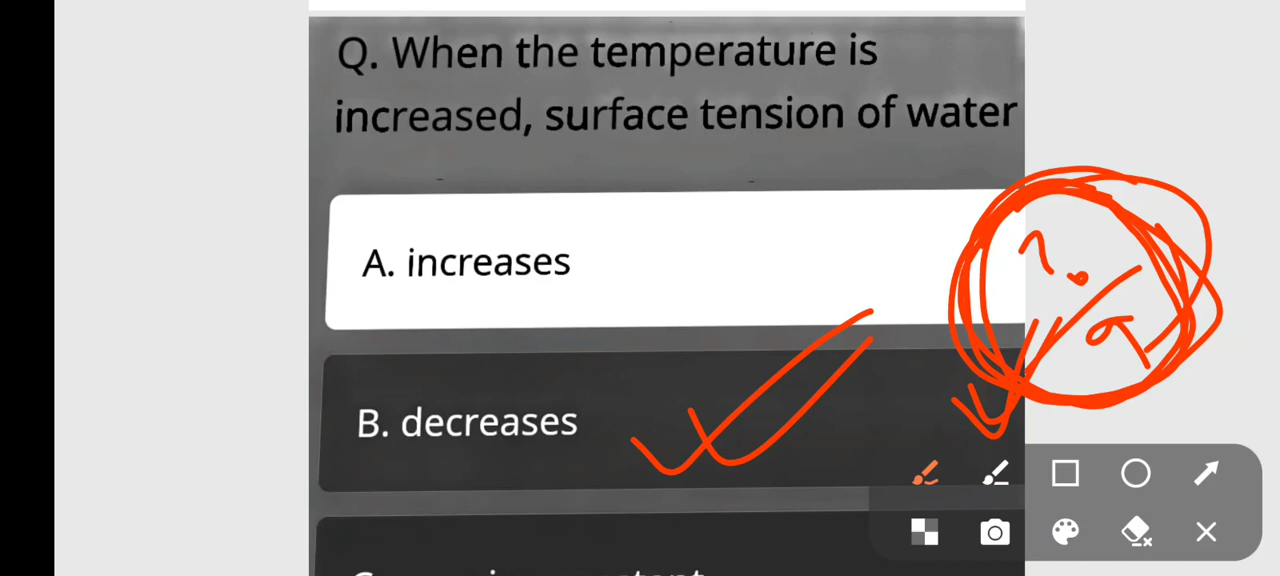 Q. When the temperature is
increased, surface tension of water
A. increases
B. decreases